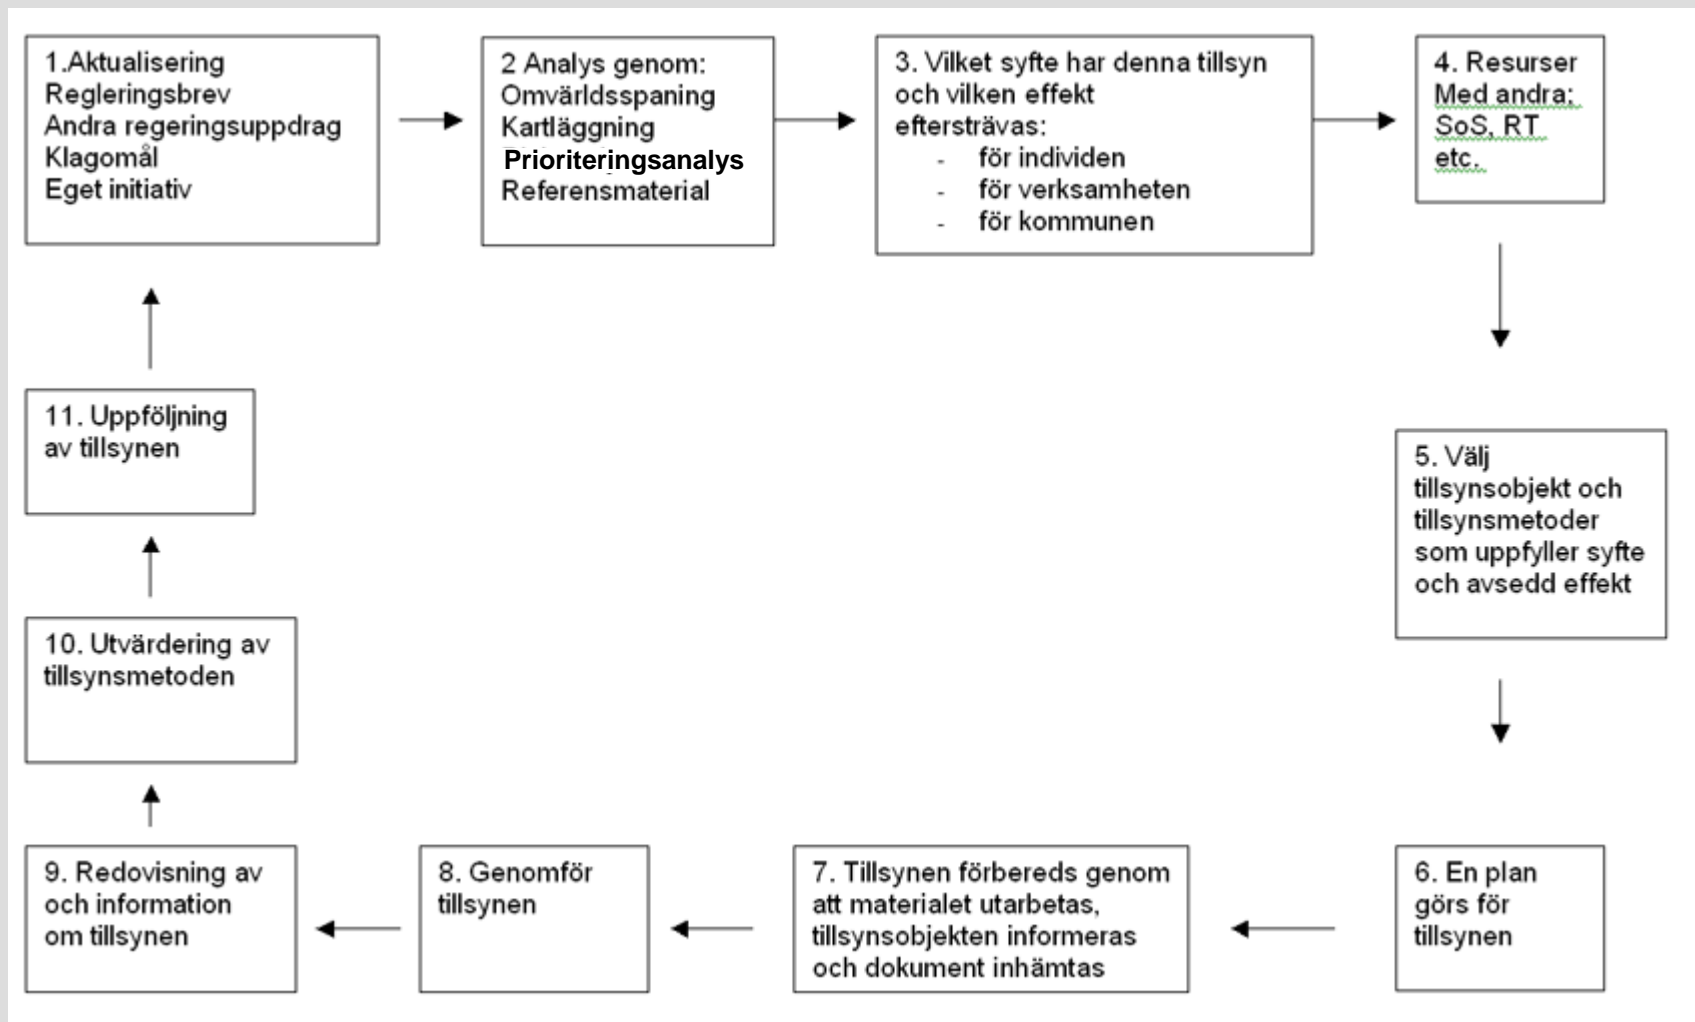 1.Aktualisering
Regleringsbrev
Andra regeringsuppdrag
Klagomål
Eget initiativ
2 Analys genom:
Omvärldsspaning
Kartläggning
Prioriteringsanalys
Referensmaterial
3. Vilket syfte har denna tillsyn
och vilken effekt
eftersträvas:
- för individen
- för verksamheten
- för kommunen
4. Resurser
Med andra;
SoS, RT
etc.
5. Välj
tillsynsobjekt och
tillsynsmetoder
som uppfyller syfte
och avsedd effekt
6. En plan
görs för
tillsynen
7. Tillsynen förbereds genom
att materialet utarbetas,
tillsynsobjekten informeras
och dokument inhämtas
8. Genomför
tillsynen
9. Redovisning av
och information
om tillsynen
10. Utvärdering av
tillsynsmetoden
11. Uppföljning
av tillsynen